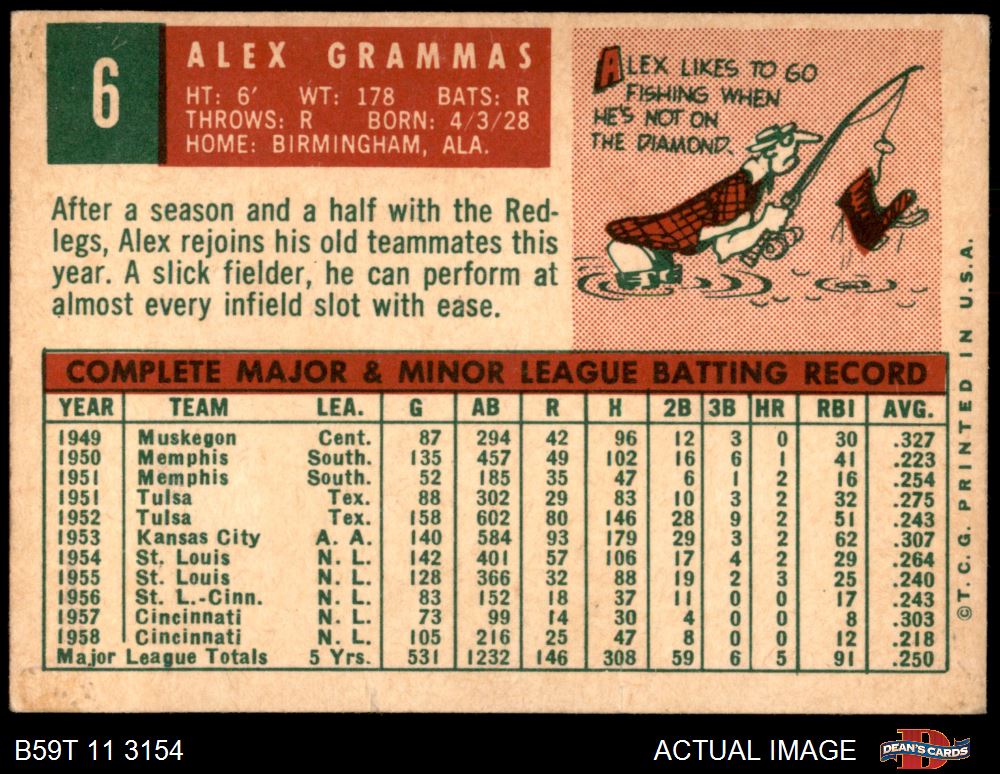 6
ALEX GRAMMAS
HT: 6' WT: 178 BATS: R
THROWS: R BORN: 4/3/28
HOME: BIRMINGHAM, ALA.
ALEX LIKES TO GO
FISHING WHEN
HE'S NOT ON
THE DIAMOND.
After a season and a half with the Red-
legs, Alex rejoins his old teammates this
year. A slick fielder, he can perform at
almost every infield slot with ease.
COMPLETE MAJOR & MINOR LEAGUE BATTING RECORD
YEAR TEAM LEA. G AB R H 2B 3B HR RBI AVG.
1949 Muskegon Cent. 87 294 42 96 12 3 0 30 .327
1950 Memphis South. 135 457 49 102 16 6 1 41 .223
1951 Memphis South. 52 185 35 47 6 1 2 16 .254
1951 Tulsa Tex. 88 302 29 83 10 3 2 32 .275
1952 Tulsa Tex. 158 602 80 146 28 9 2 51 .243
1953 Kansas City A. A. 140 584 93 179 29 3 2 62 .307
1954 St. Louis N. L. 142 401 57 106 17 4 2 29 .264
1955 St. Louis N. L. 128 366 32 88 19 2 3 25 .240
1956 St. L.-Cinn. N. L. 83 152 18 37 11 0 0 17 .243
1957 Cincinnati N. L. 73 99 14 30 4 0 0 8 .303
1958 Cincinnati N. L. 105 216 25 47 8 0 0 12 .218
Major League Totals 5 Yrs. 531 1232 146 308 59 6 5 91 .250
©T.C.G. PRINTED IN U.S.A.
B59T 11 3154
ACTUAL IMAGE
DEAN'S CARDS